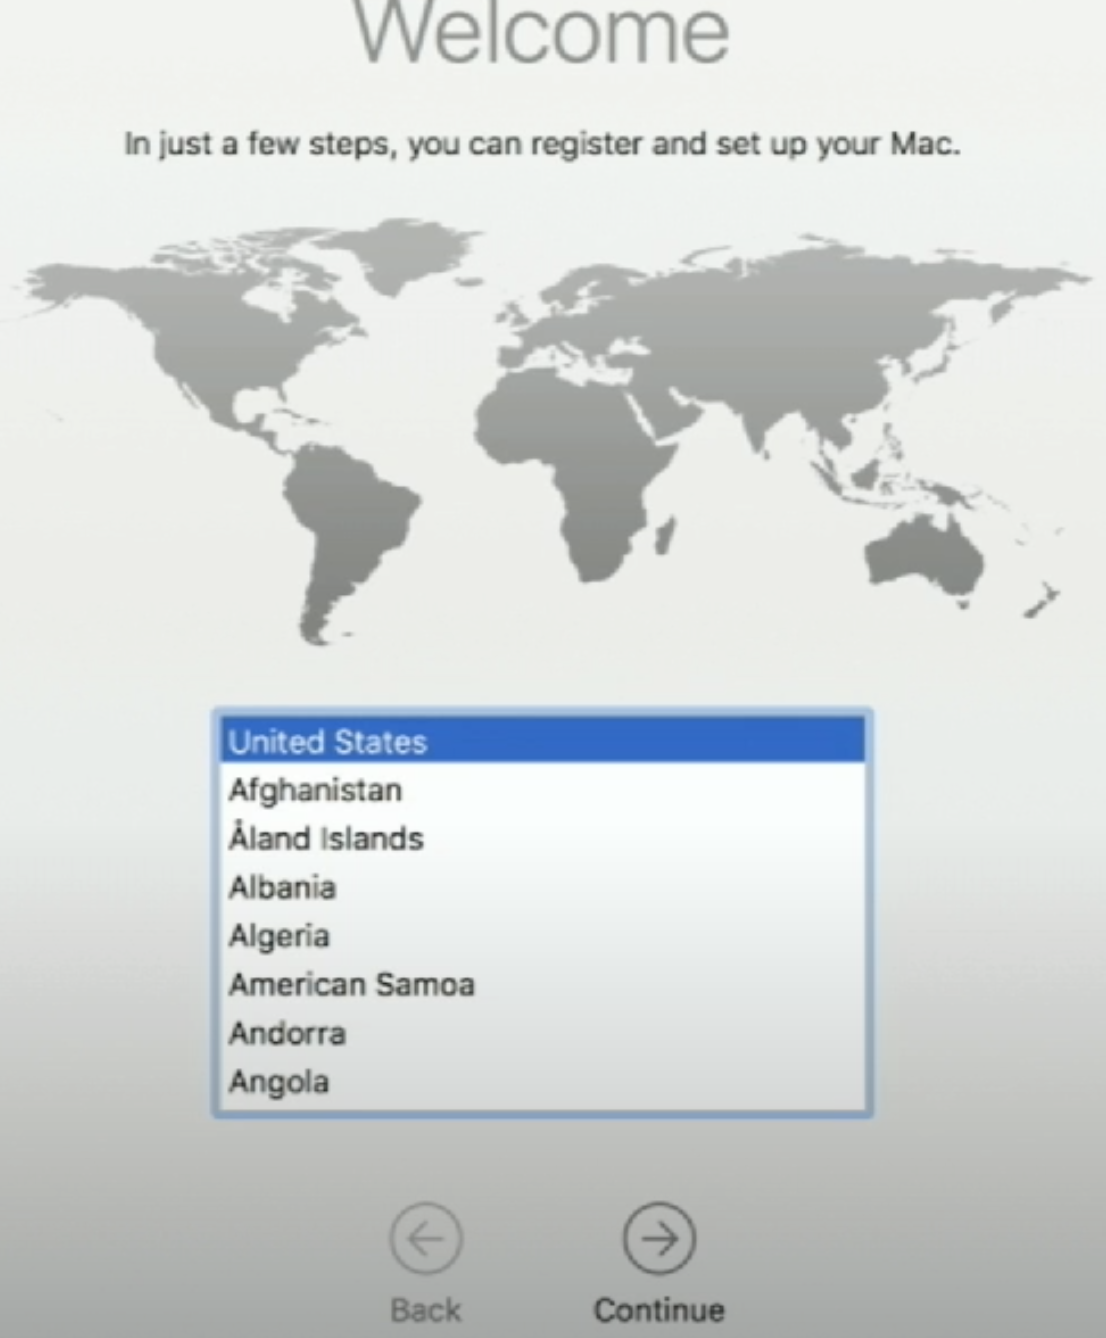 Welcome
In just a few steps, you can register and set up your Mac.
United States
Afghanistan
Åland Islands
Albania
Algeria
American Samoa
Andorra
Angola
Back
Continue